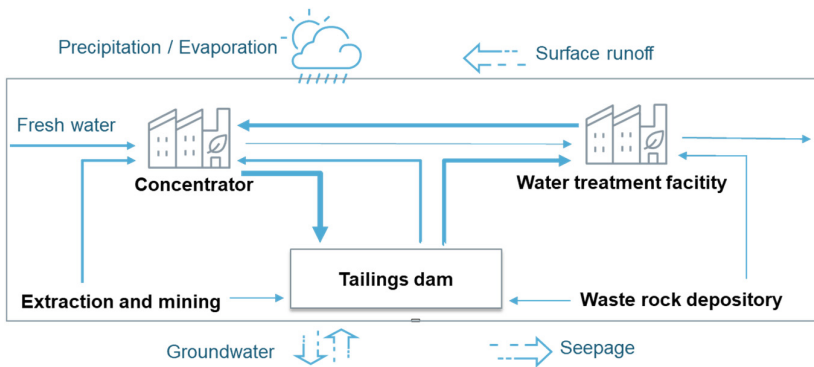 Precipitation / Evaporation
Surface runoff
Fresh water
Concentrator
Water treatment facitity
Tailings dam
Extraction and mining
Waste rock depository
Groundwater
Seepage